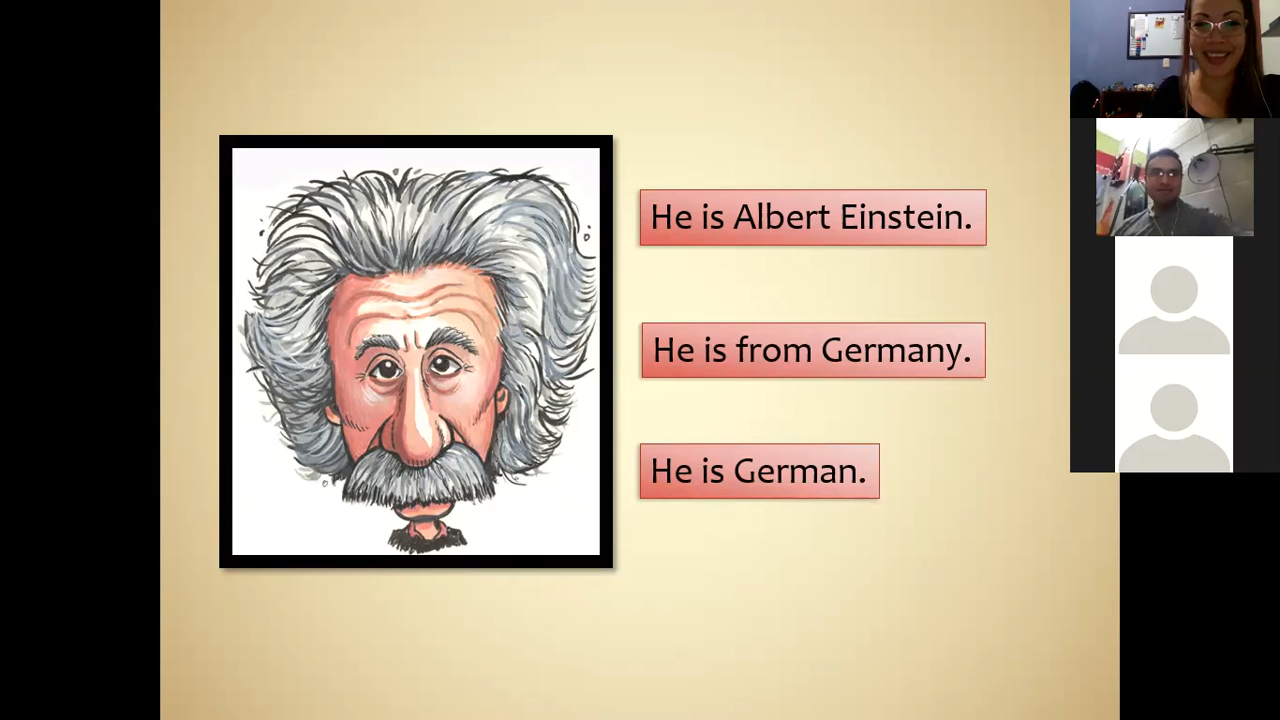 He is Albert Einstein.
He is from Germany.
He is German.